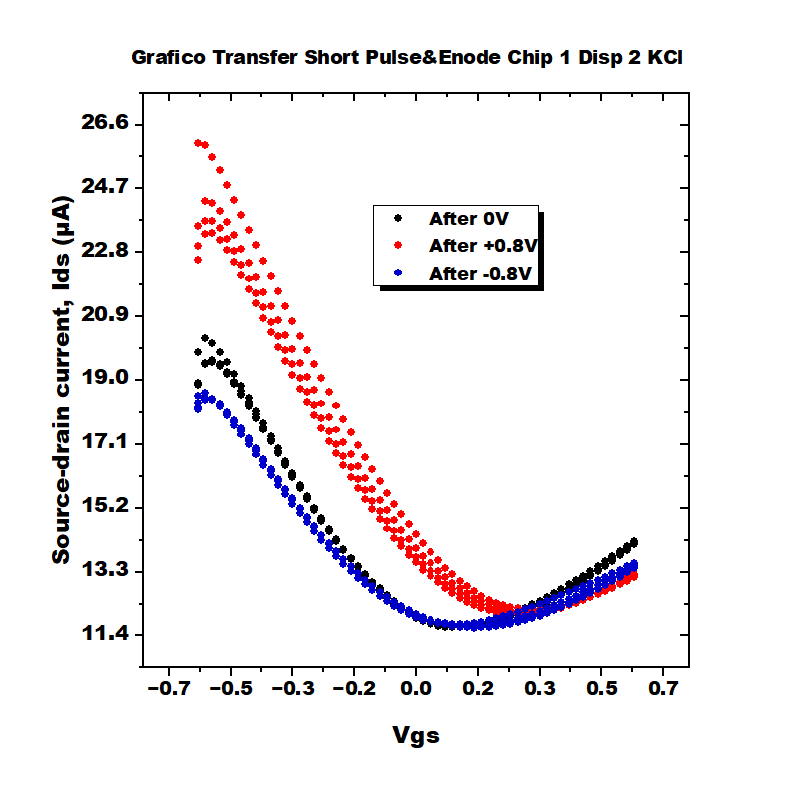 Grafico Transfer Short Pulse&Enode Chip 1 Disp 2 KCl
26.6
24.7
22.8
20.9
19.0
17.1
15.2
13.3
11.4
Source-drain current, Ids (µA)
After 0V
After +0.8V
After -0.8V
−0.7 −0.5 −0.3 −0.2 0.0 0.2 0.3 0.5 0.7
Vgs